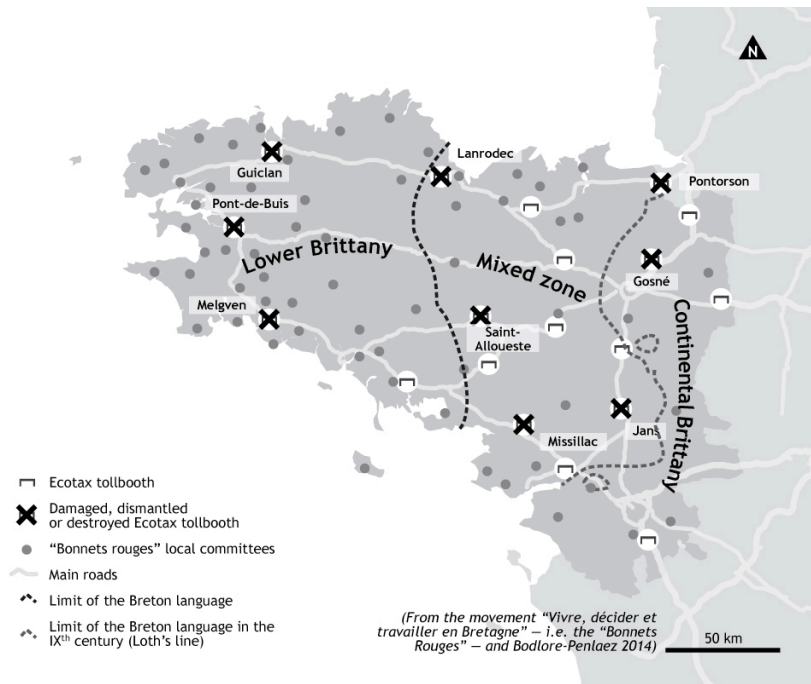 N
Lanrodec
Guiclan
Pontorson
Pont-de-Buis
Lower Brittany
Mixed zone
Gosné
Melgven
Saint-
Alloueste
Continental Brittany
Jans
Missillac
Ecotax tollbooth
Damaged, dismantled
or destroyed Ecotax tollbooth
“Bonnets rouges” local committees
Main roads
Limit of the Breton language
Limit of the Breton language in the
IXth century (Loth’s line)
(From the movement “Vivre, décider et
travailler en Bretagne” — i.e. the “Bonnets
Rouges” — and Bodlore-Penlaez 2014)
50 km